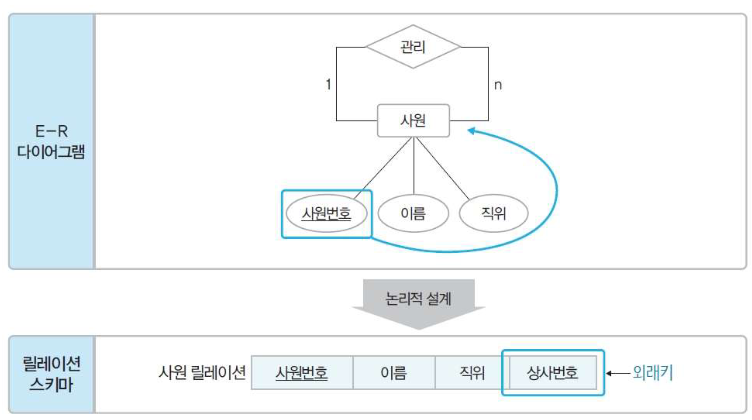 E-R
다이어그램
관리
1
n
사원
사원번호
이름
직위
논리적 설계
릴레이션
스키마
사원 릴레이션
사원번호
이름
직위
상사번호
외래키